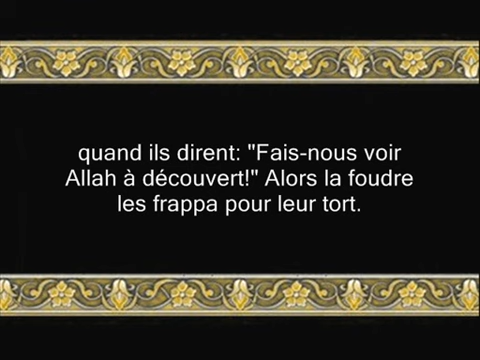 quand ils dirent: "Fais-nous voir
Allah à découvert!" Alors la foudre
les frappa pour leur tort.